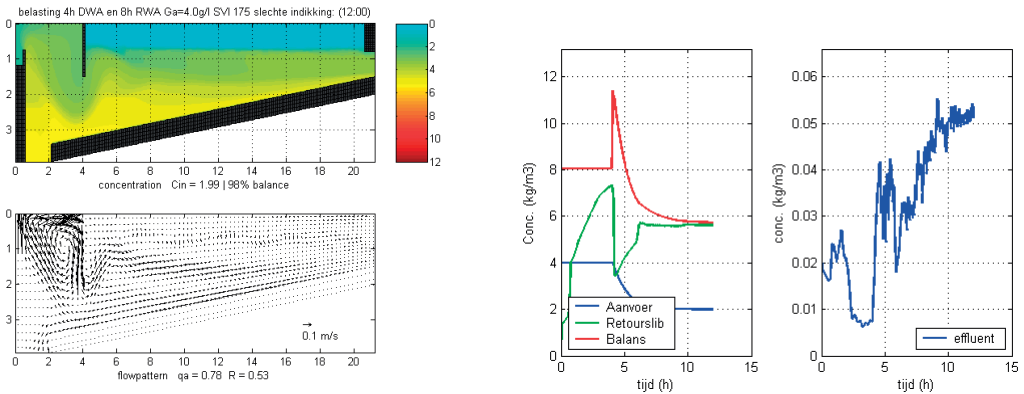 belasting 4h DWA en 8h RWA Ga=4.0g/l SVI 175 slechte indikking: (12:00)
0
1
2
3
0 2 4 6 8 10 12 14 16 18 20
0
2
4
6
8
10
12
concentration Cin = 1.99 | 98% balance
0
1
2
3
0.1 m/s
0 2 4 6 8 10 12 14 16 18 20
flowpattern qa = 0.78 R = 0.53
Conc. (kg/m3)
12
10
8
6
4
2
0
Aanvoer
Retourslib
Balans
0 5 10 15
tijd (h)
conc. (kg/m3)
0.06
0.05
0.04
0.03
0.02
0.01
0
effluent
0 5 10 15
tijd (h)